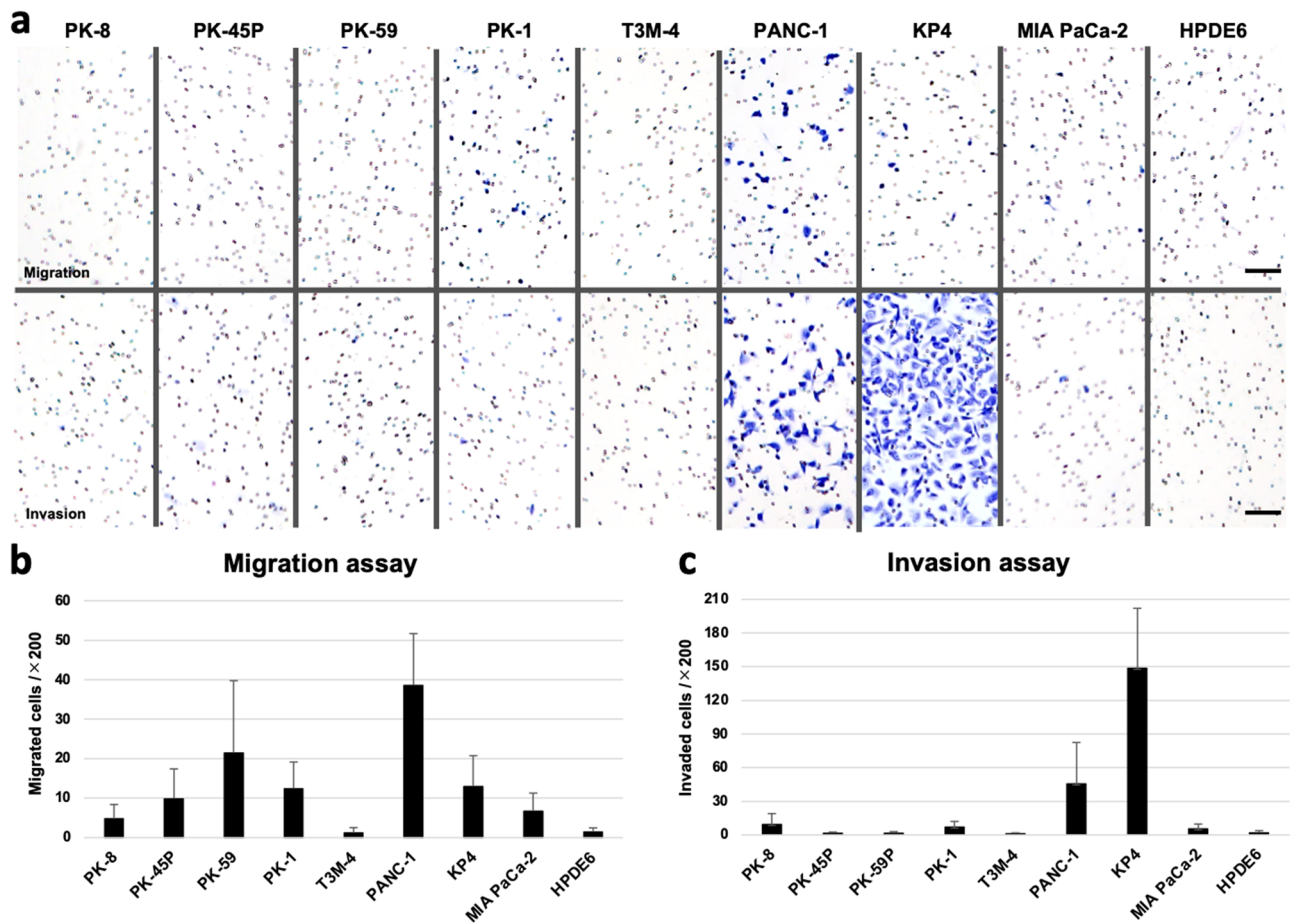 a
PK-8 PK-45P PK-59 PK-1 T3M-4 PANC-1 KP4 MIA PaCa-2 HPDE6
Migration
Invasion
b Migration assay
Migrated cells /×200
60
50
40
30
20
10
0
PK-8 PK-45P PK-59 PK-1 T3M-4 PANC-1 KP4 MIA PaCa-2 HPDE6
c Invasion assay
Invaded cells /×200
210
180
150
120
90
60
30
0
PK-8 PK-45P PK-59P PK-1 T3M-4 PANC-1 KP4 MIA PaCa-2 HPDE6